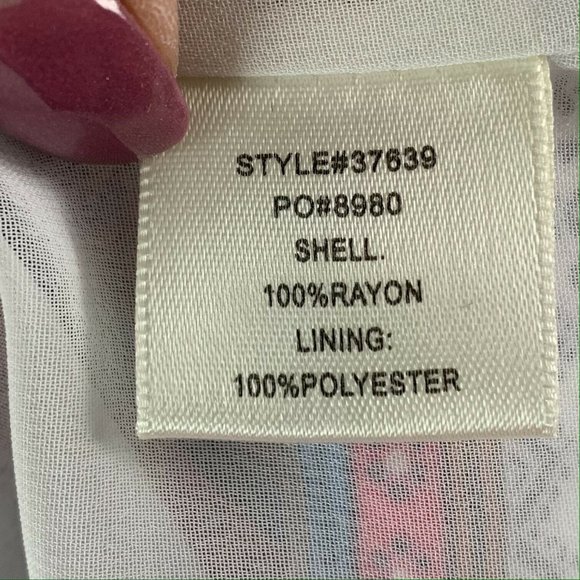 STYLE#37639
PO#8980
SHELL.
100%RAYON
LINING:
100%POLYESTER